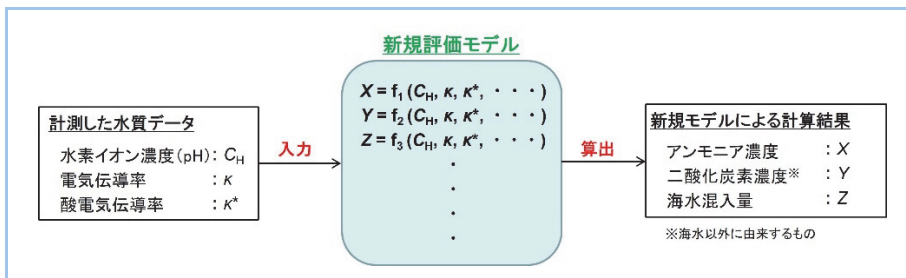 新規評価モデル
計測した水質データ
水素イオン濃度(pH): CH
電気伝導率 : κ
酸電気伝導率 : κ*
入力
X = f1 (CH, κ, κ*, ・・・)
Y = f2 (CH, κ, κ*, ・・・)
Z = f3 (CH, κ, κ*, ・・・)
・
・
・
・
算出
新規モデルによる計算結果
アンモニア濃度 : X
二酸化炭素濃度※ : Y
海水混入量 : Z
※海水以外に由来するもの